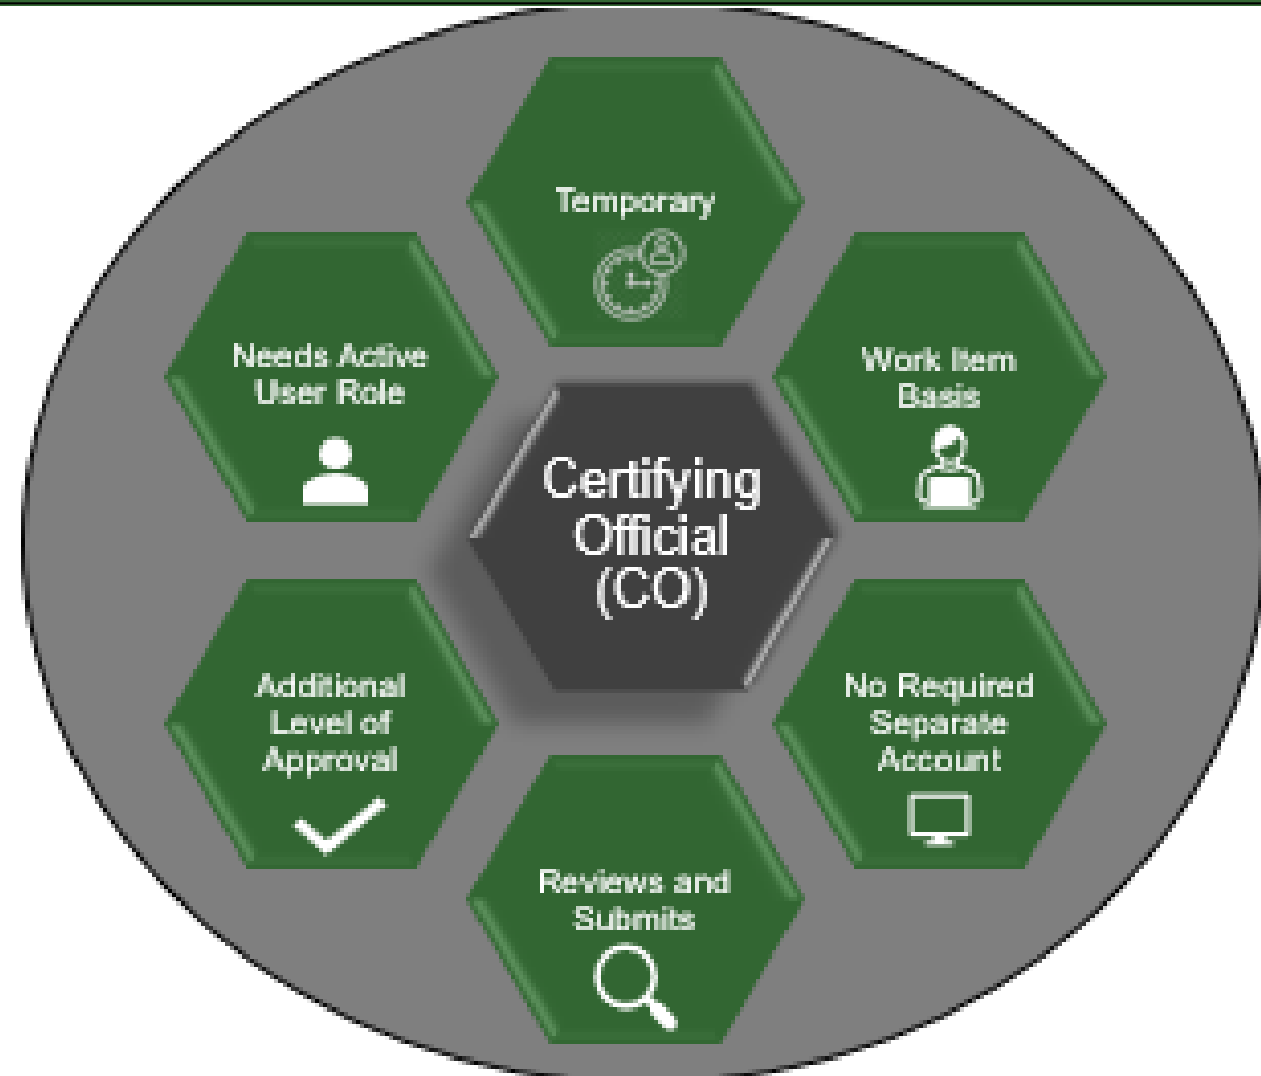 Temporary
Needs Active
User Role
Work Item
Basis
Certifying
Official
(CO)
Additional
Level of
Approval
No Required
Separate
Account
Reviews and
Submits